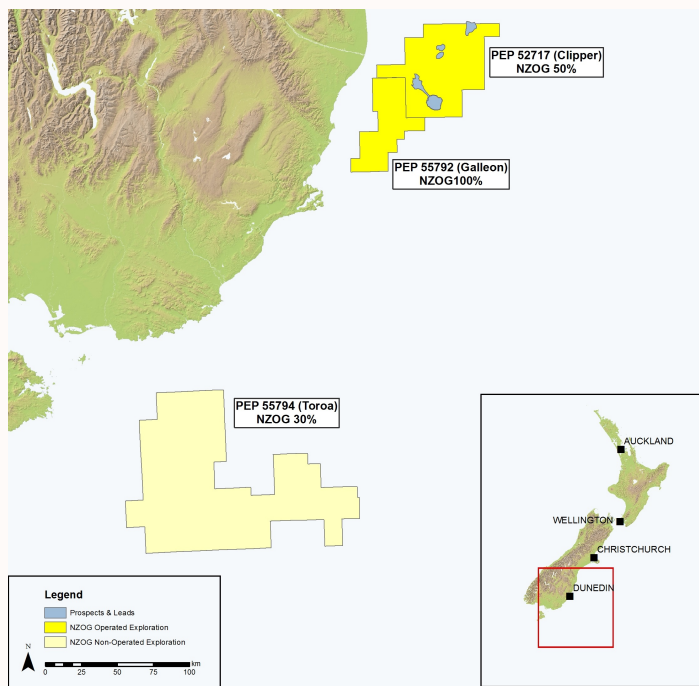 PEP 52717 (Clipper)
NZOG 50%
PEP 55792 (Galleon)
NZOG100%
PEP 55794 (Toroa)
NZOG 30%
AUCKLAND
WELLINGTON
CHRISTCHURCH
DUNEDIN
Legend
Prospects & Leads
NZOG Operated Exploration
NZOG Non-Operated Exploration
N
km
0 25 50 75 100